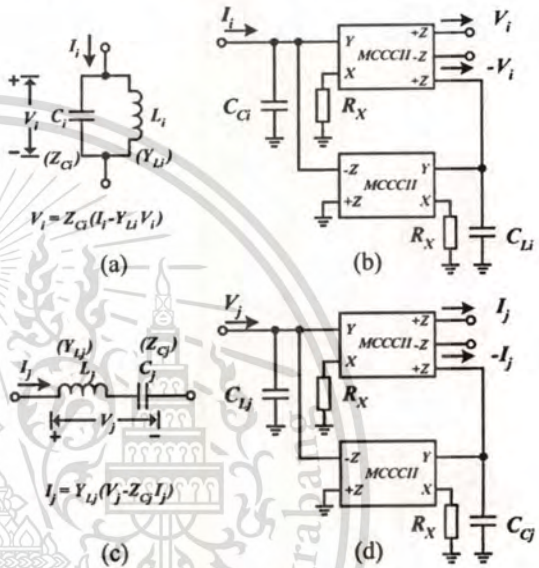 I_i
+
V_i
−
C_i
L_i
(Z_Ci)
(Y_Li)
V_i = Z_Ci(I_i-Y_Li V_i)
(a)
I_i
C_Ci
Y
X
MCCCII
+Z
-Z
+Z
V_i
-V_i
R_X
-Z
+Z
MCCCII
Y
X
R_X
C_Li
(b)
(Y_Lj)
(Z_Cj)
I_j
L_j
C_j
+
V_j
−
I_j = Y_Lj(V_j-Z_Cj I_j)
(c)
V_j
C_Lj
Y
X
MCCCII
+Z
-Z
+Z
I_j
-I_j
R_X
-Z
+Z
MCCCII
Y
X
R_X
C_Cj
(d)
rabang